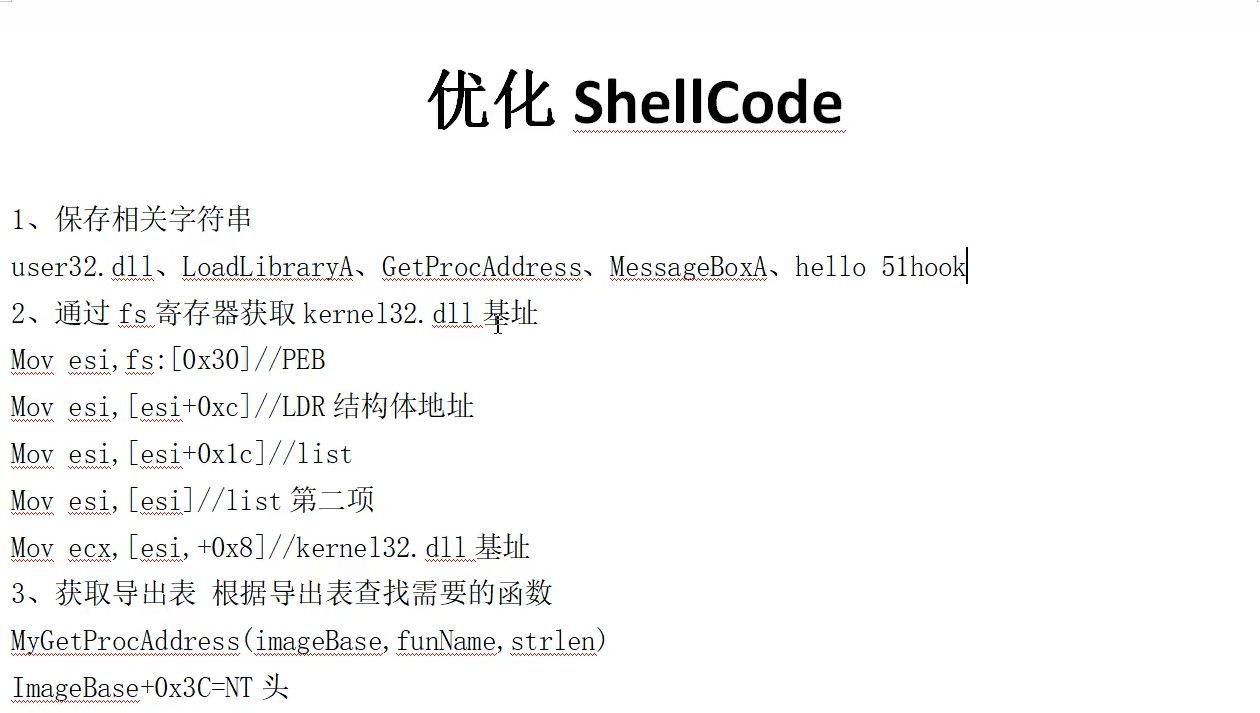 优化 ShellCode
1、保存相关字符串
user32.dll、LoadLibraryA、GetProcAddress、MessageBoxA、hello 51hook
2、通过 fs 寄存器获取 kernel32.dll 基址
Mov esi,fs:[0x30]//PEB
Mov esi,[esi+0xc]//LDR 结构体地址
Mov esi,[esi+0x1c]//list
Mov esi,[esi]//list 第二项
Mov ecx,[esi,+0x8]//kernel32.dll 基址
3、获取导出表 根据导出表查找需要的函数
MyGetProcAddress(imageBase,funName,strlen)
ImageBase+0x3C=NT 头